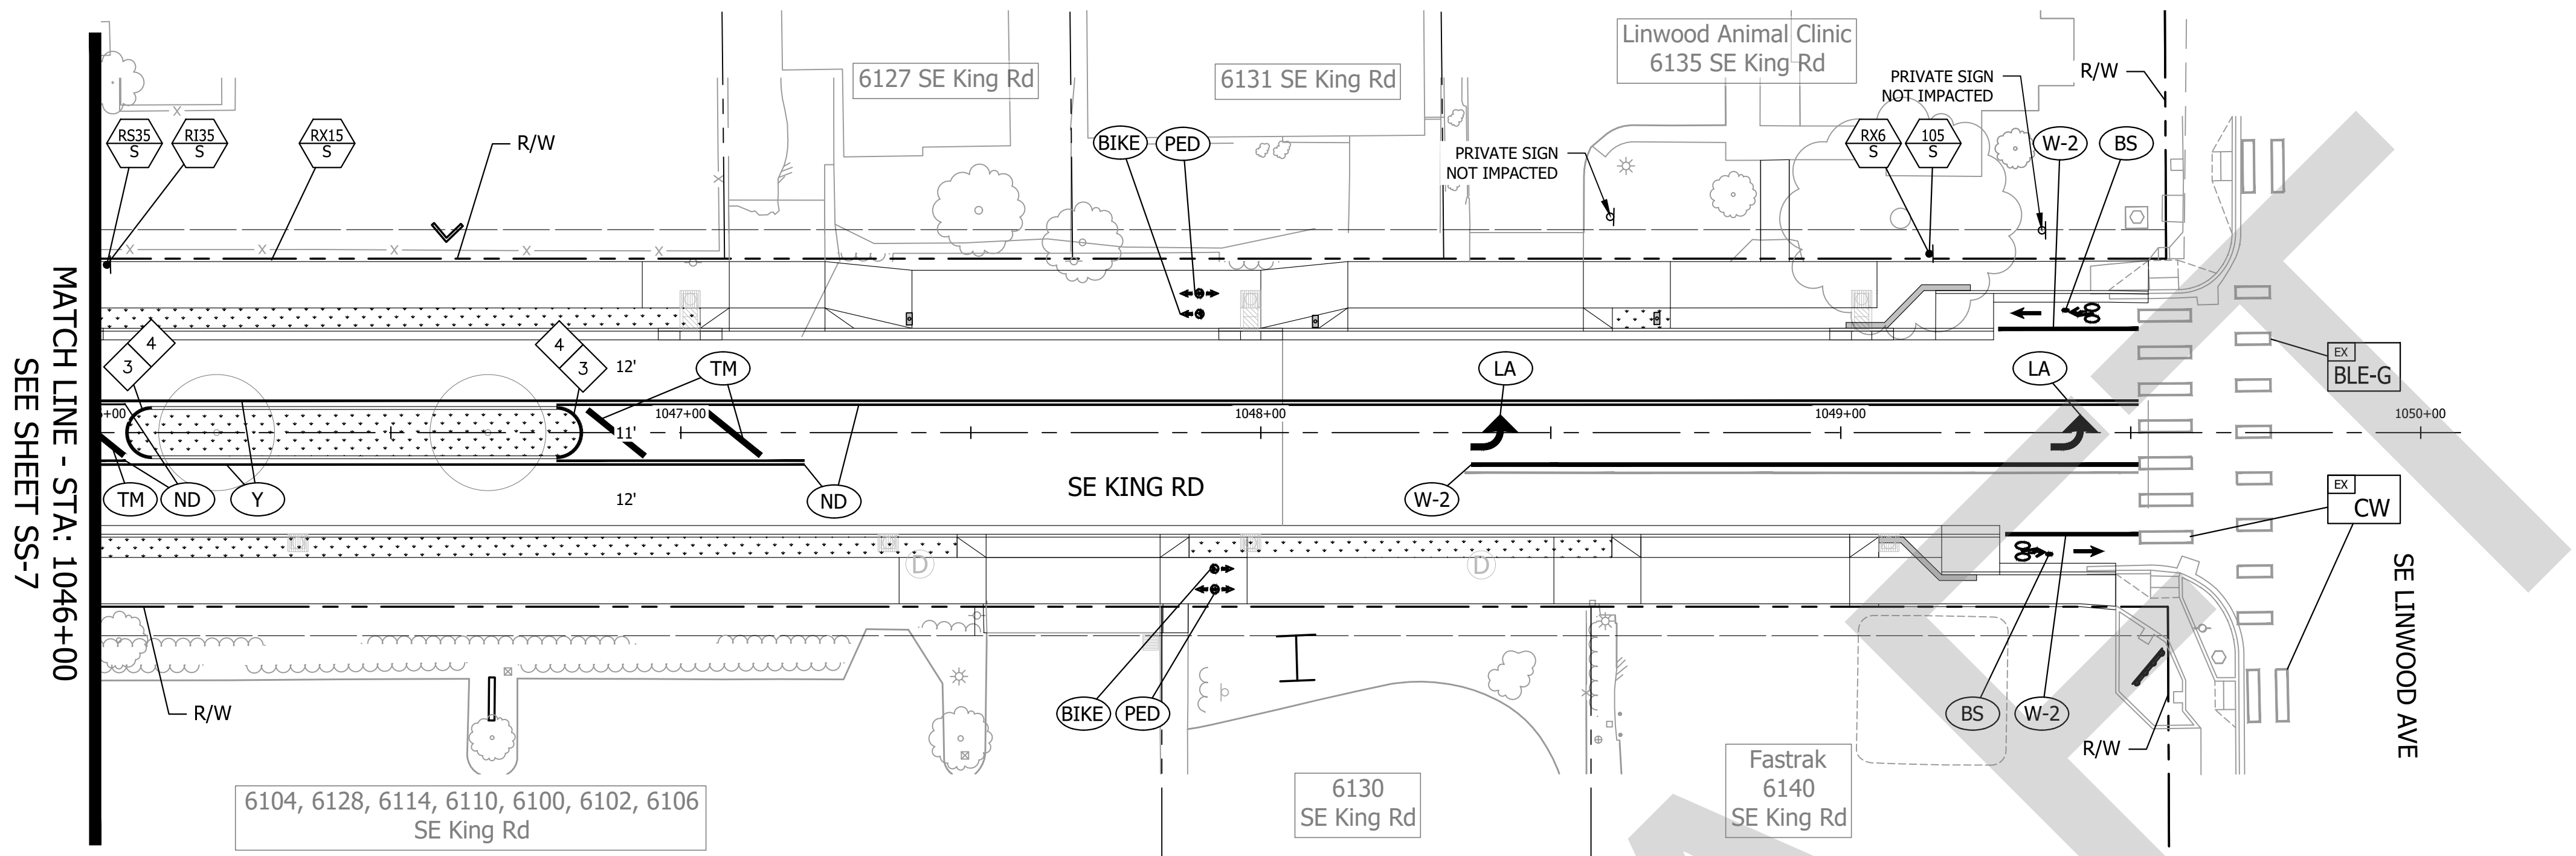 6127 SE King Rd
6131 SE King Rd
Linwood Animal Clinic
6135 SE King Rd
PRIVATE SIGN
NOT IMPACTED
R/W
RS35
S
RI35
S
RX15
S
R/W
BIKE
PED
PRIVATE SIGN
NOT IMPACTED
RX6
S
105
S
W-2
BS
MATCH LINE - STA: 1046+00
SEE SHEET SS-7
4
3
4
3
12'
TM
LA
LA
EX
BLE-G
+00
1047+00
1048+00
1049+00
1050+00
11'
SE KING RD
TM
ND
Y
12'
ND
W-2
EX
CW
SE LINWOOD AVE
D
D
R/W
BIKE
PED
BS
W-2
R/W
6104, 6128, 6114, 6110, 6100, 6102, 6106
SE King Rd
6130
SE King Rd
Fastrak
6140
SE King Rd